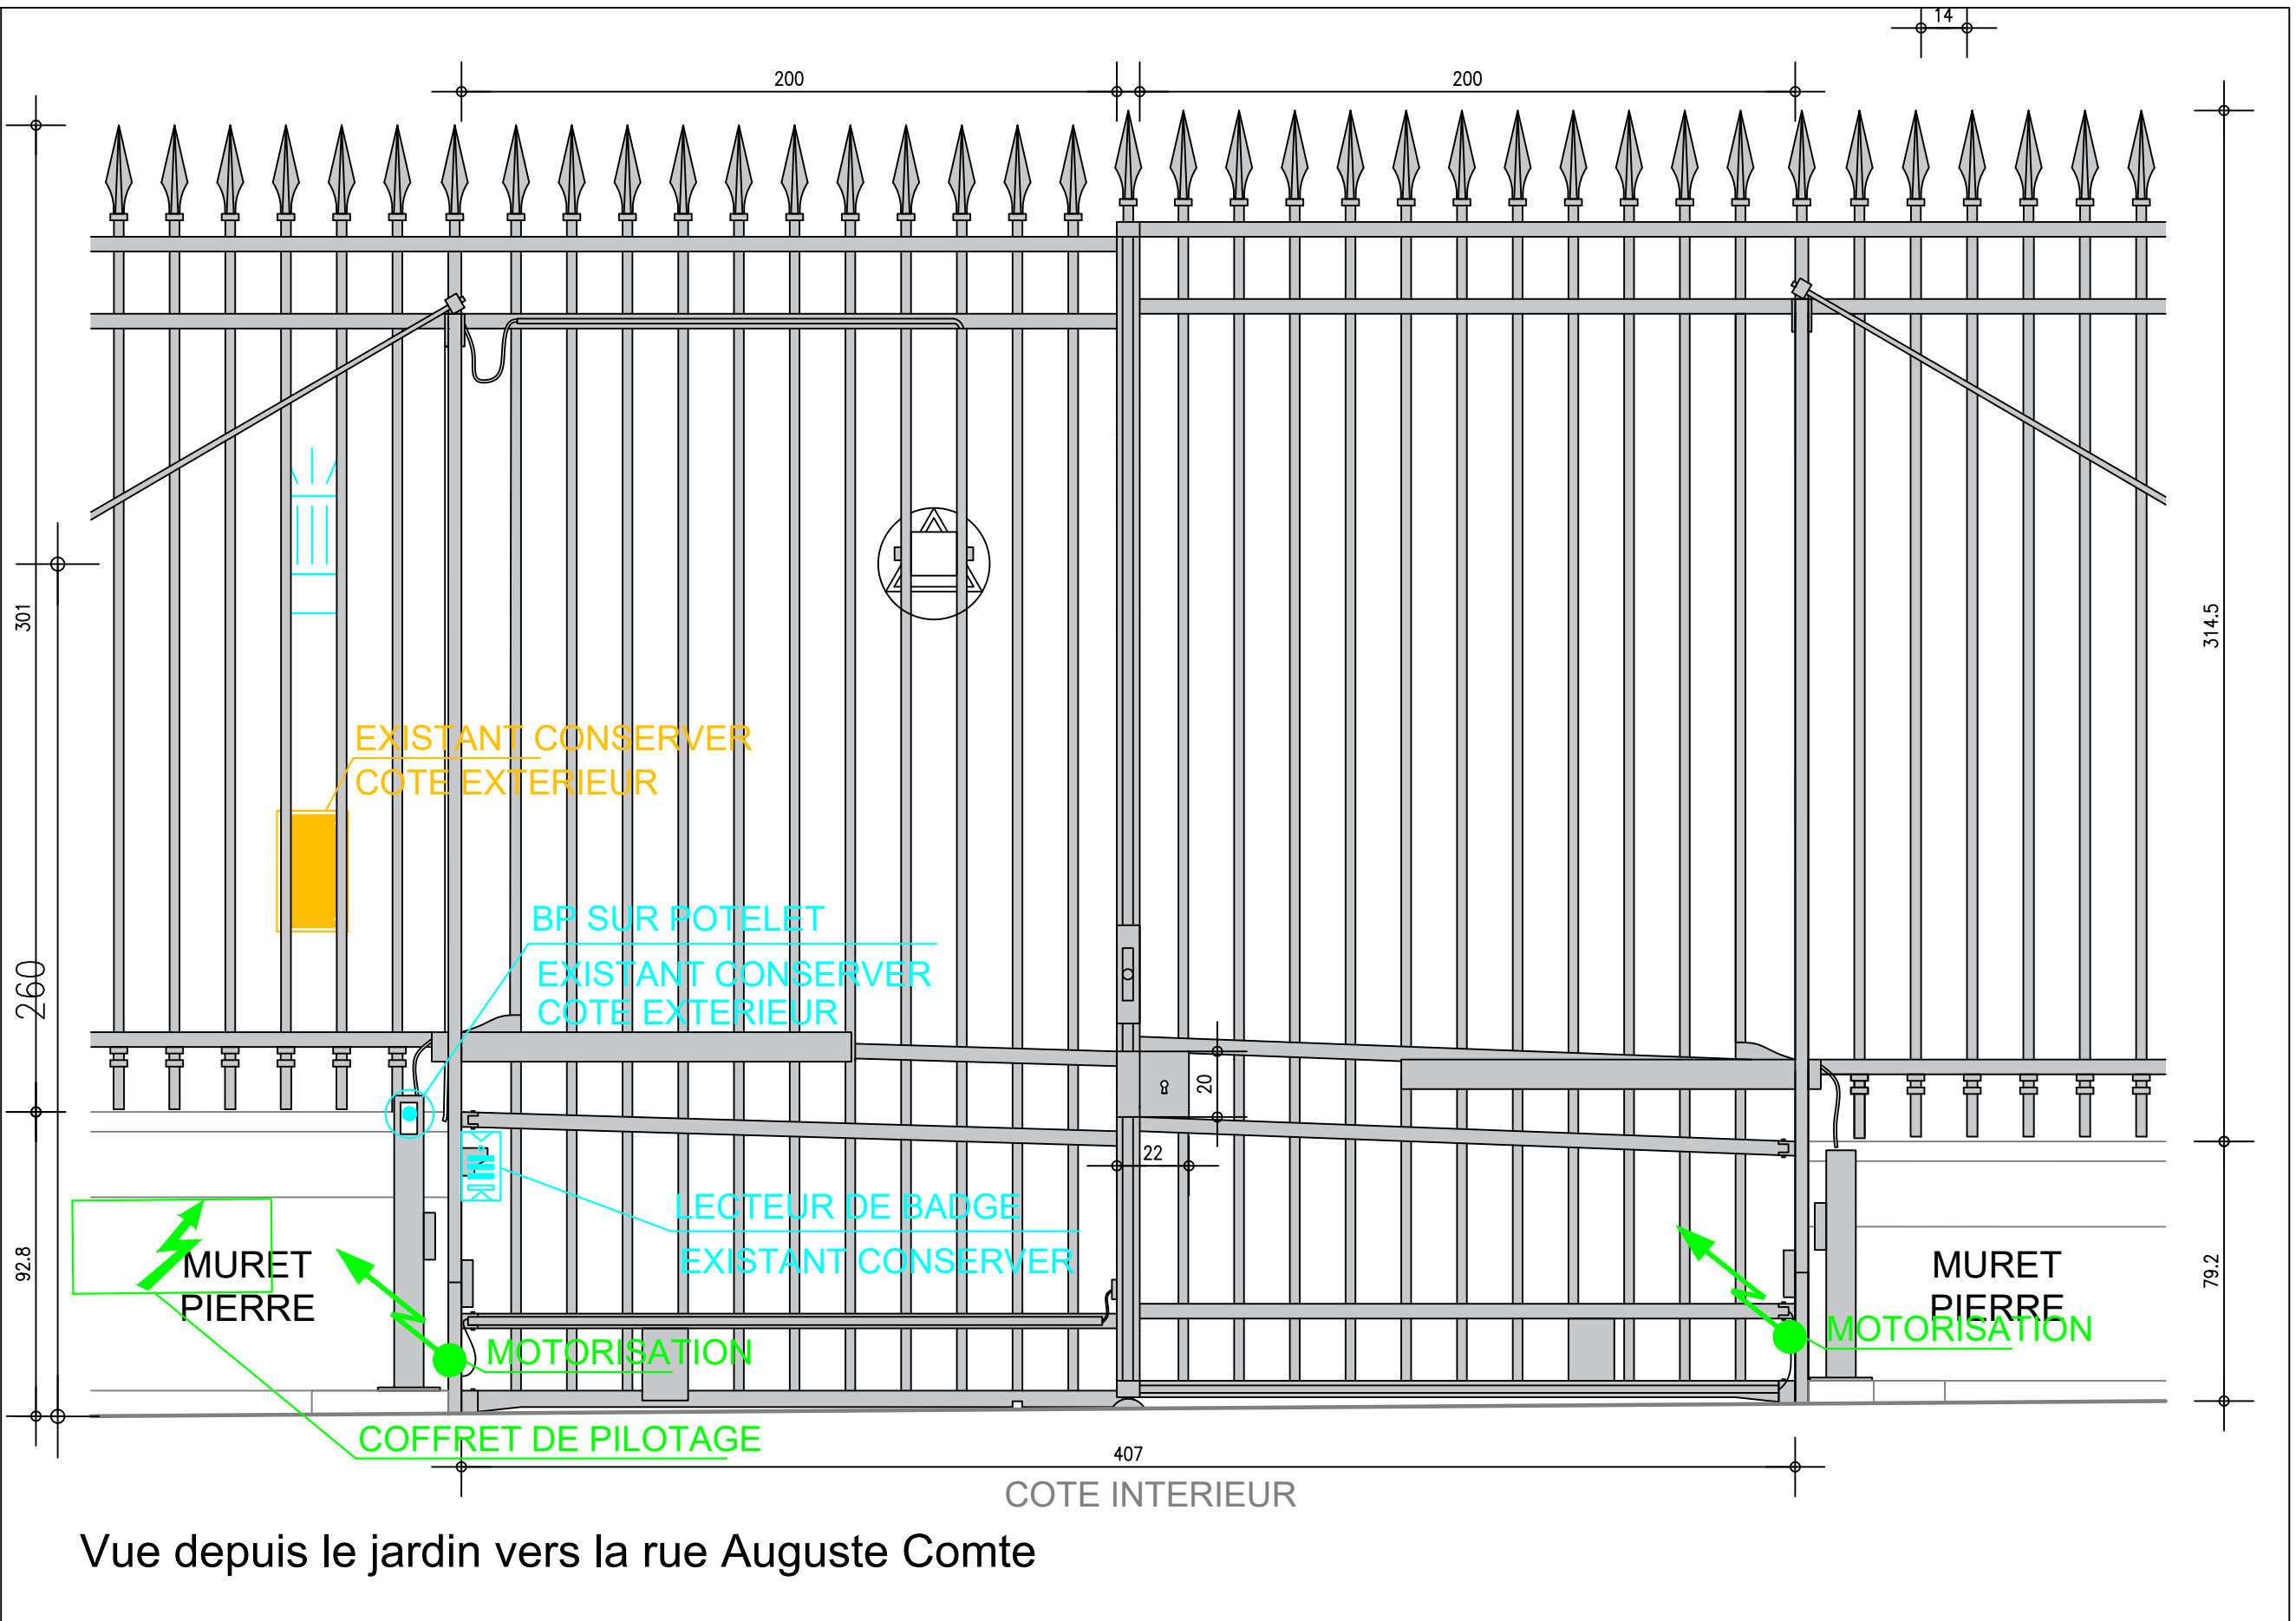 14
200
200
301
314.5
EXISTANT CONSERVER
COTE EXTERIEUR
BP SUR POTELET
EXISTANT CONSERVER
COTE EXTERIEUR
260
20
22
LECTEUR DE BADGE
EXISTANT CONSERVER
92.8
79.2
MURET
PIERRE
MURET
PIERRE
MOTORISATION
MOTORISATION
COFFRET DE PILOTAGE
407
COTE INTERIEUR
Vue depuis le jardin vers la rue Auguste Comte